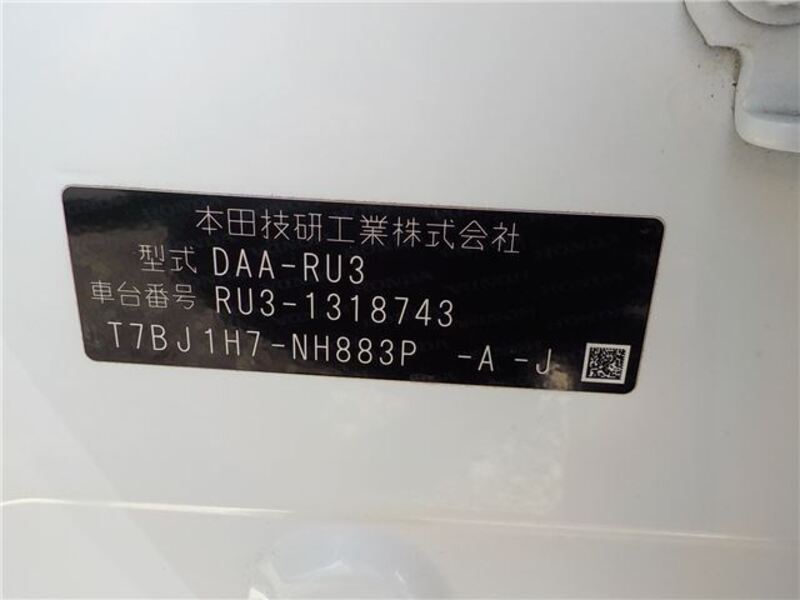 本田技研工業株式会社
型式 DAA-RU3
車台番号 RU3-1318743
T7BJ1H7-NH883P -A -J